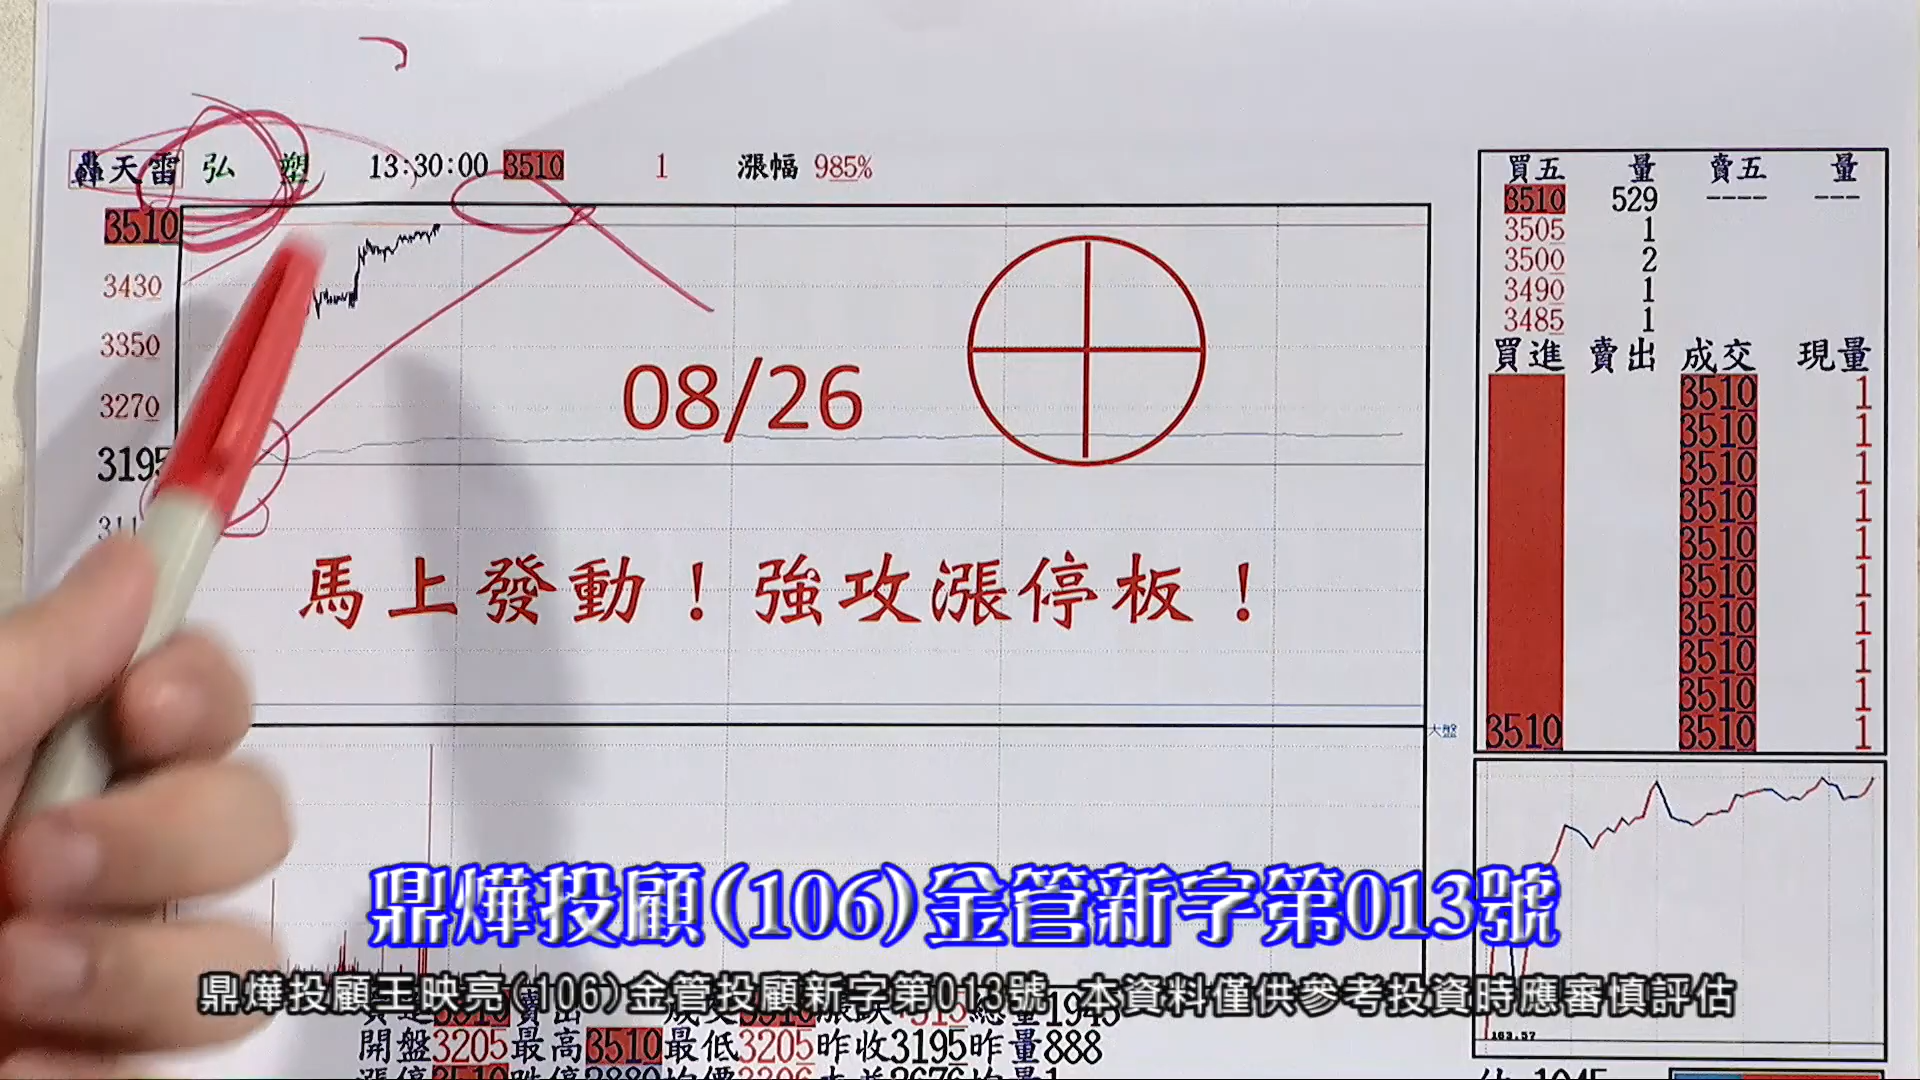 轟天雷 弘 塑 13:30:00 3510 1 漲幅 985%
3510
3430
3350
3270
3195
08/26
馬上發動！強攻漲停板！
大盤
買五 量 賣五 量
3510 529 ---- ---
3505 1
3500 2
3490 1
3485 1
買進 賣出 成交 現量
3510 1
3510 1
3510 1
3510 1
3510 1
3510 1
3510 1
3510 1
3510 1
3510 3510 1
163.57
鼎燁投顧(106)金管新字第013號
鼎燁投顧王映亮(106)金管投顧新字第013號 本資料僅供參考投資時應審慎評估
開盤3205最高3510最低3205昨收3195昨量888